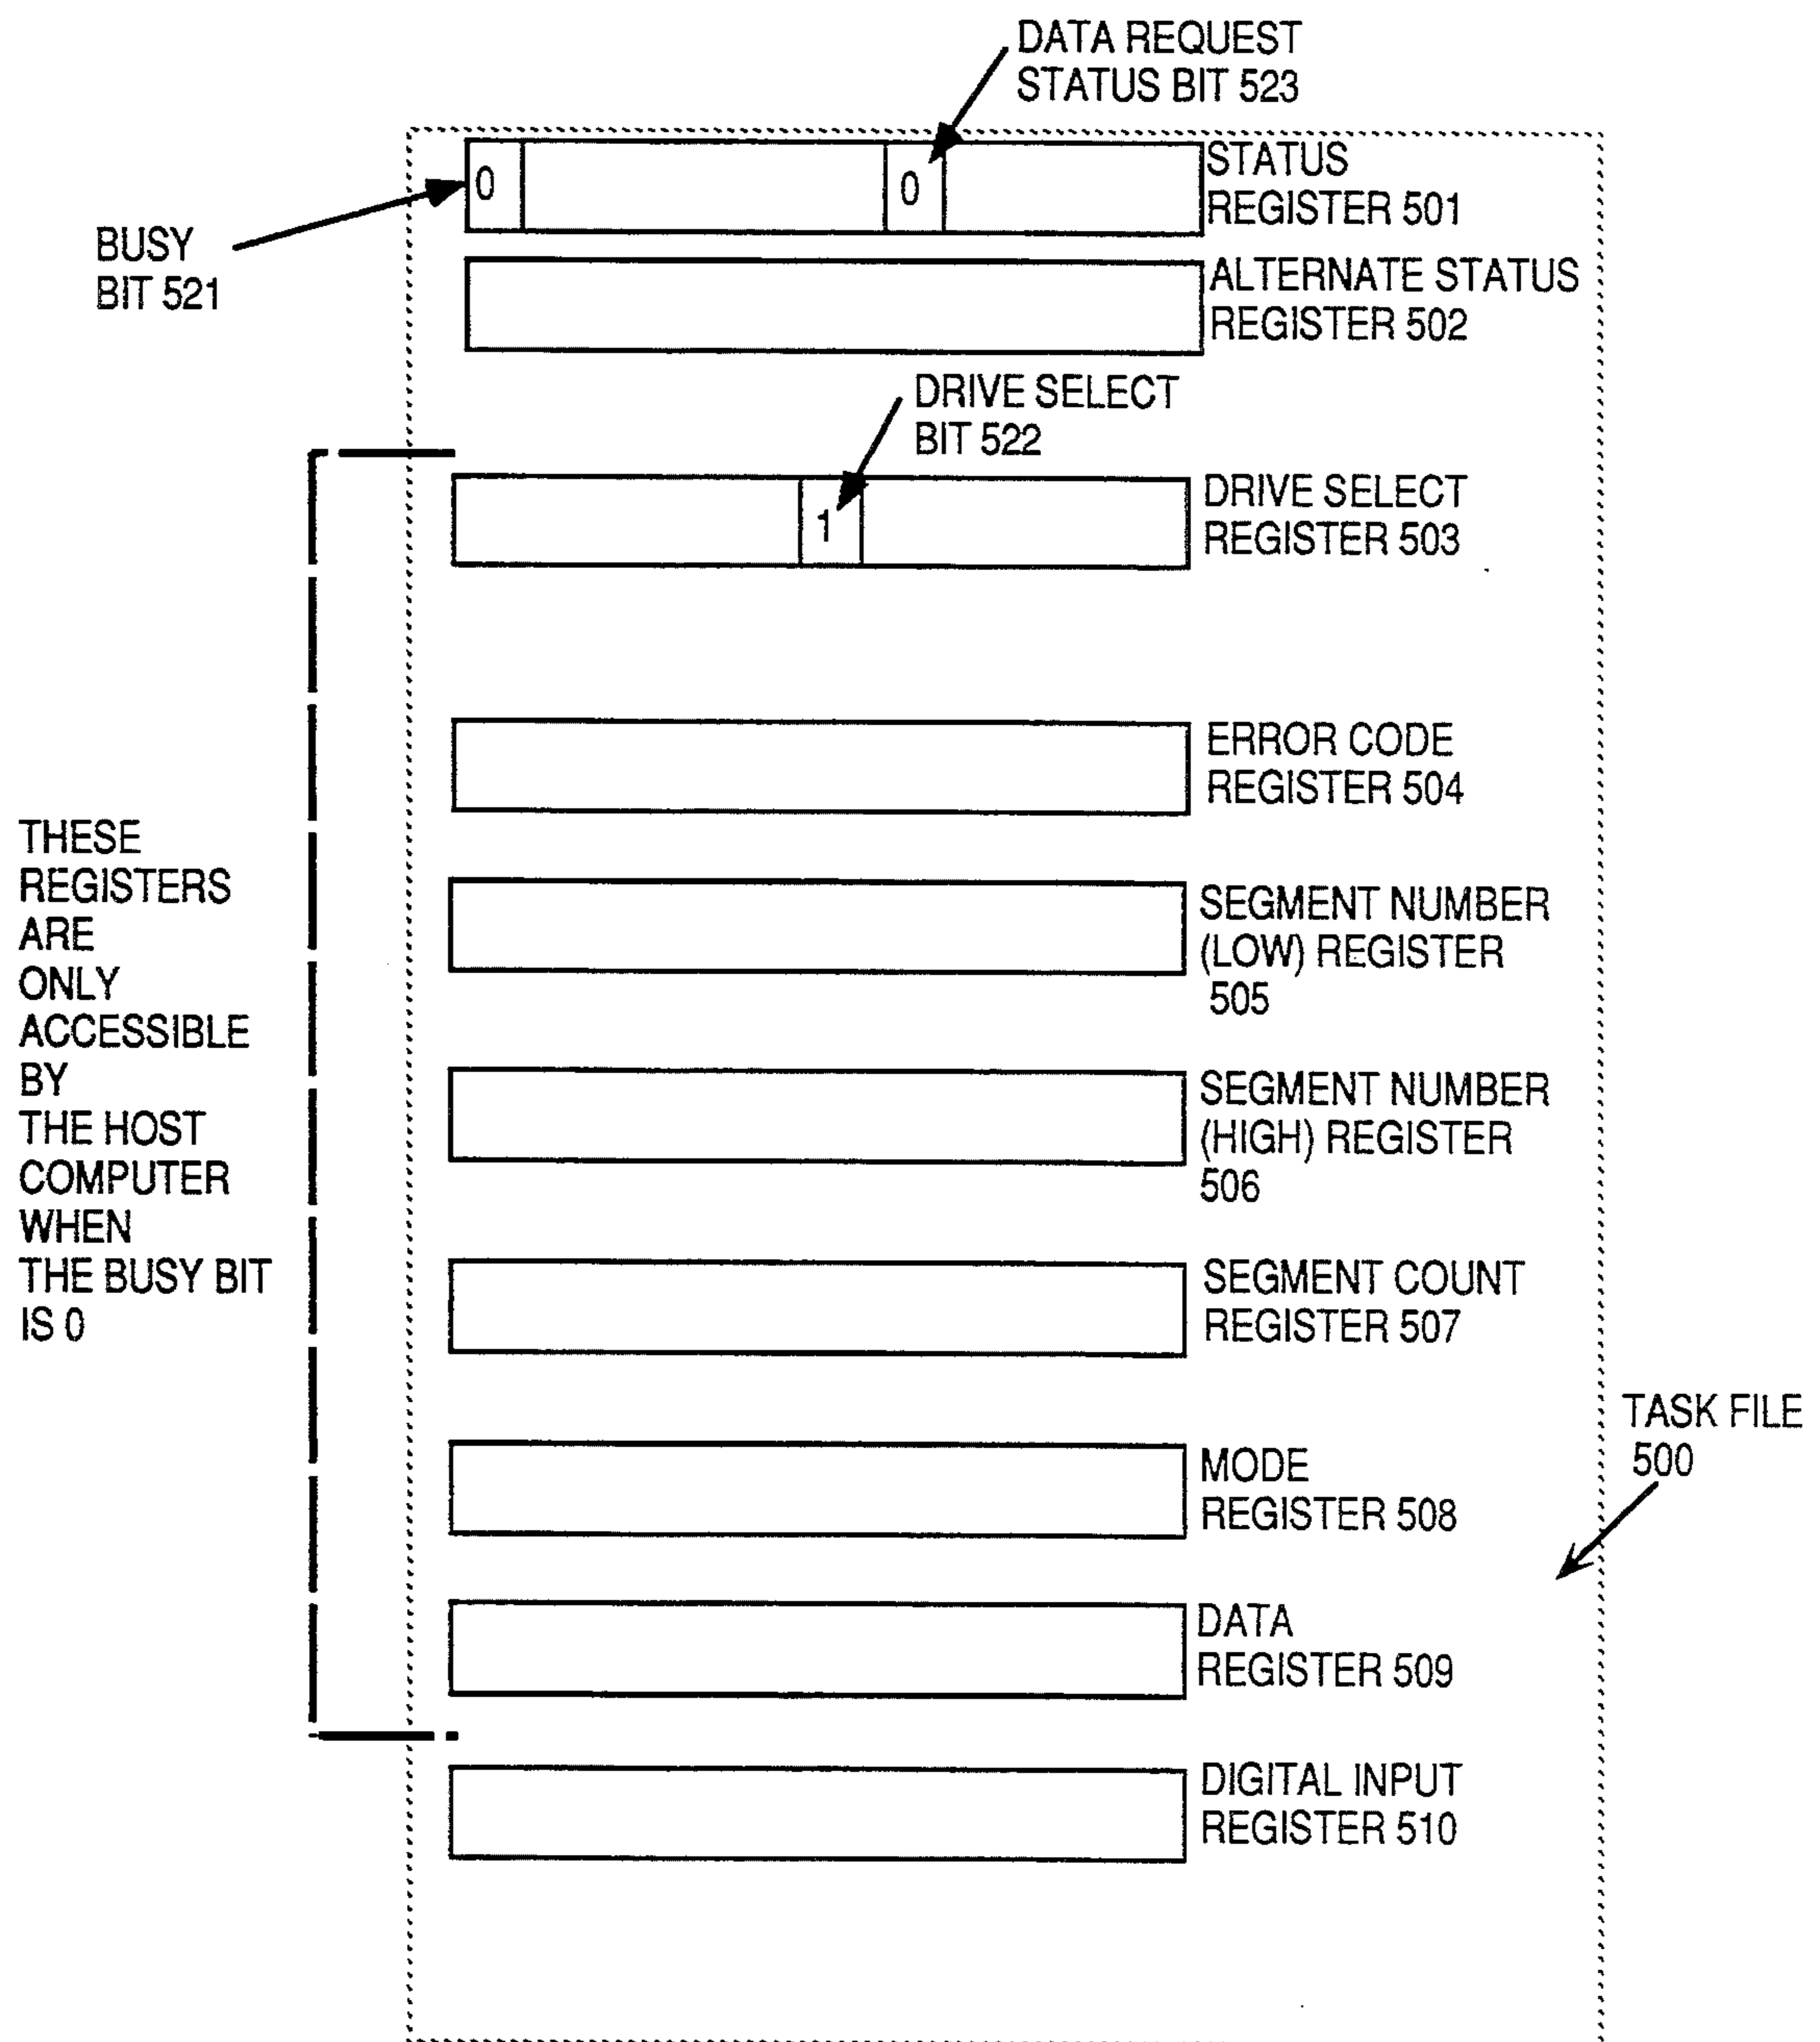 DATA REQUEST
STATUS BIT 523
0
0
STATUS
REGISTER 501
BUSY
BIT 521
ALTERNATE STATUS
REGISTER 502
DRIVE SELECT
BIT 522
1
DRIVE SELECT
REGISTER 503
ERROR CODE
REGISTER 504
THESE
REGISTERS
ARE
ONLY
ACCESSIBLE
BY
THE HOST
COMPUTER
WHEN
THE BUSY BIT
IS 0
SEGMENT NUMBER
(LOW) REGISTER
505
SEGMENT NUMBER
(HIGH) REGISTER
506
SEGMENT COUNT
REGISTER 507
TASK FILE
500
MODE
REGISTER 508
DATA
REGISTER 509
DIGITAL INPUT
REGISTER 510